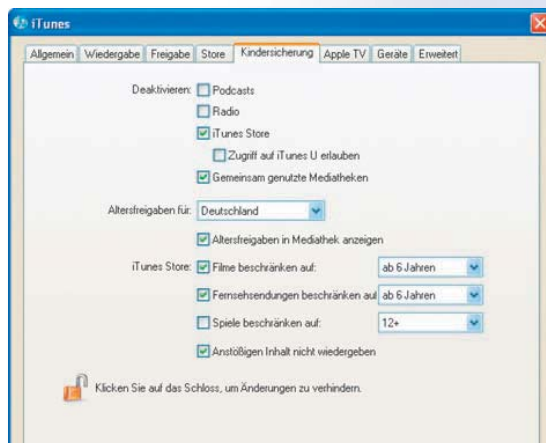 iTunes
Allgemein Wiedergabe Freigabe Store Kindersicherung Apple TV Geräte Erweitert
Deaktivieren: Podcasts
Radio
iTunes Store
Zugriff auf iTunes U erlauben
Gemeinsam genutzte Mediatheken
Altersfreigaben für: Deutschland
Altersfreigaben in Mediathek anzeigen
iTunes Store: Filme beschränken auf: ab 6 Jahren
Fernsehsendungen beschränken auf ab 6 Jahren
Spiele beschränken auf: 12+
Anstößigen Inhalt nicht wiedergeben
Klicken Sie auf das Schloss, um Änderungen zu verhindern.